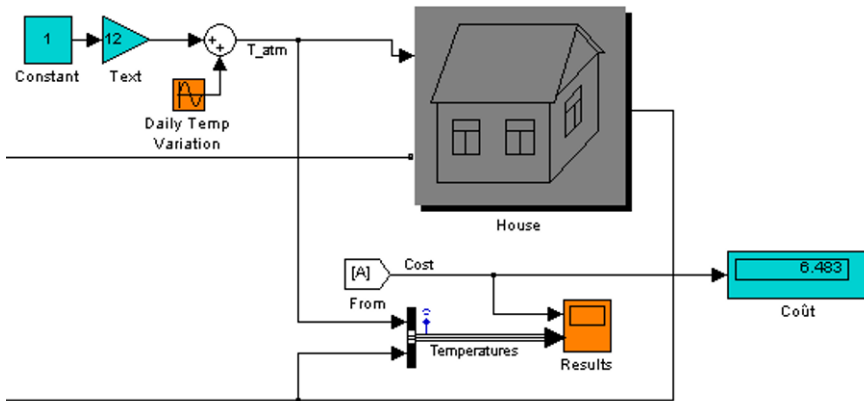 1
12
T_atm
Constant
Text
Daily Temp
Variation
House
[A]
Cost
6.483
From
Coût
Temperatures
Results